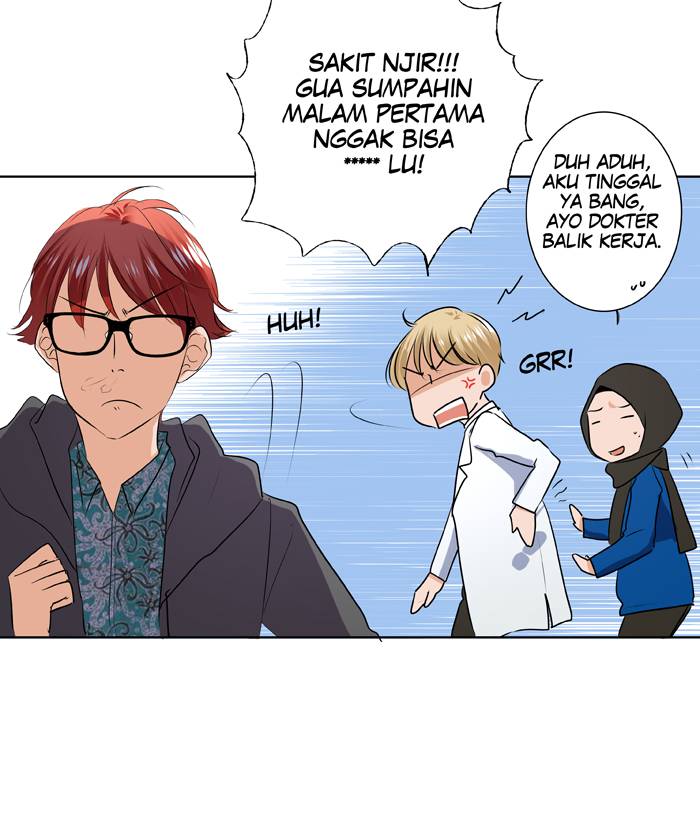 SAKIT NJIR!!!
GUA SUMPAHIN
MALAM PERTAMA
NGGAK BISA
***** LU!
DUH ADUH,
AKU TINGGAL
YA BANG,
AYO DOKTER
BALIK KERJA.
HUH!
GRR!